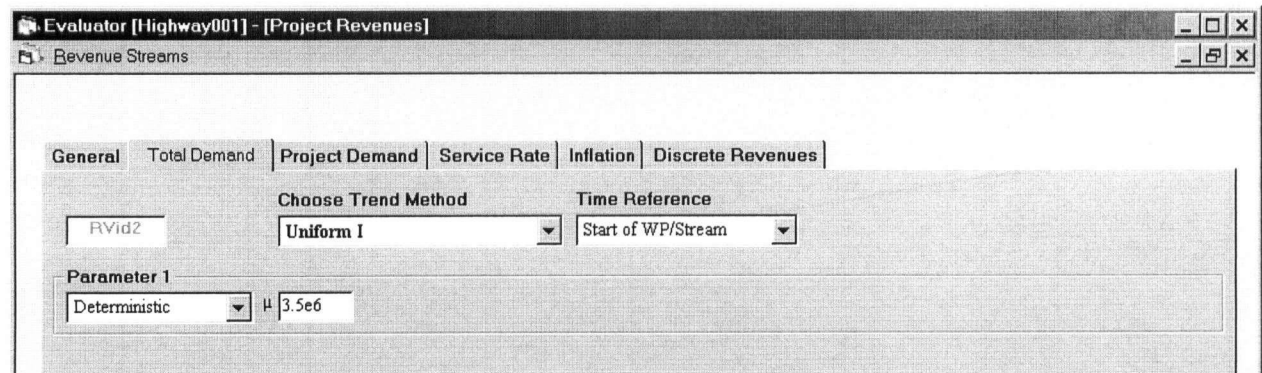 Evaluator [Highway001] - [Project Revenues]
Revenue Streams
General Total Demand Project Demand Service Rate Inflation Discrete Revenues
Choose Trend Method Time Reference
RVid2 Uniform I Start of WP/Stream
Parameter 1
Deterministic μ 3.5e6